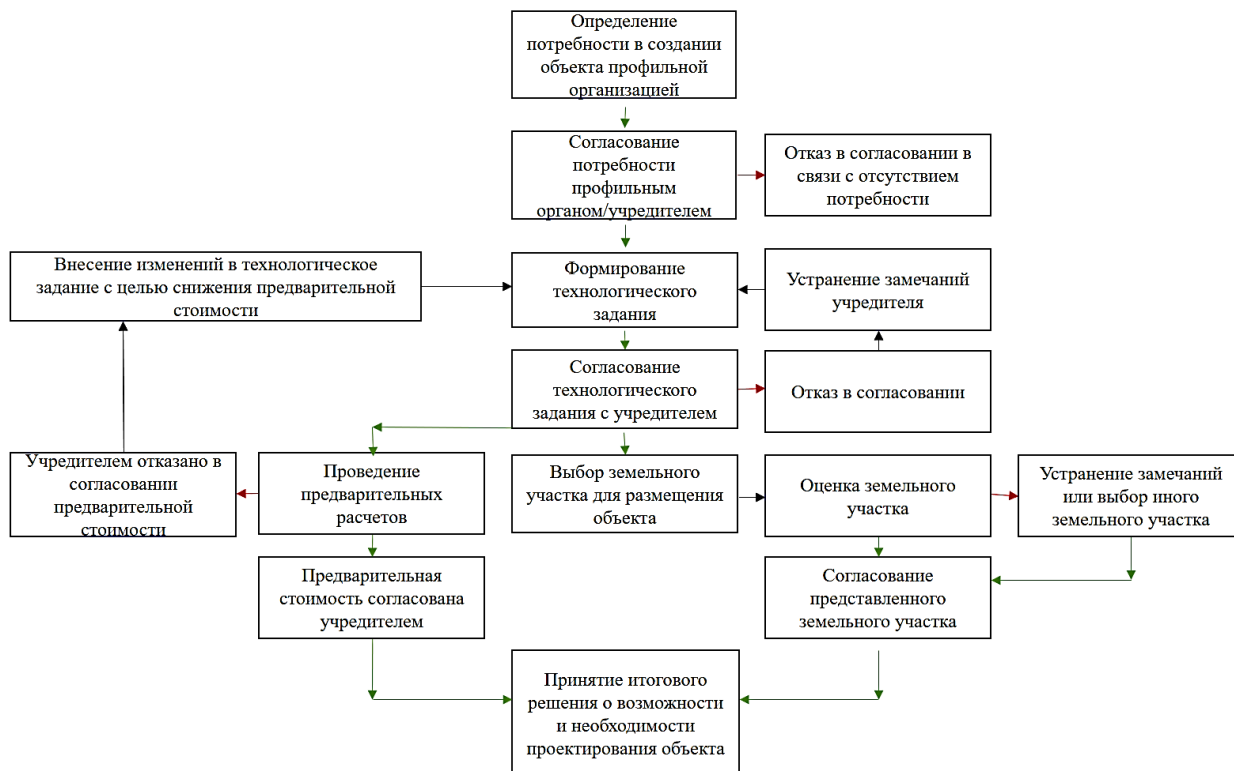 Определение
потребности в создании
объекта профильной
организацией
Согласование
потребности
профильным
органом/учредителем
Отказ в согласовании в
связи с отсутствием
потребности
Внесение изменений в технологическое
задание с целью снижения предварительной
стоимости
Формирование
технологического
задания
Устранение замечаний
учредителя
Согласование
технологического
задания с учредителем
Отказ в согласовании
Учредителем отказано в
согласовании
предварительной
стоимости
Проведение
предварительных
расчетов
Выбор земельного
участка для размещения
объекта
Оценка земельного
участка
Устранение замечаний
или выбор иного
земельного участка
Предварительная
стоимость согласована
учредителем
Согласование
представленного
земельного участка
Принятие итогового
решения о возможности
и необходимости
проектирования объекта